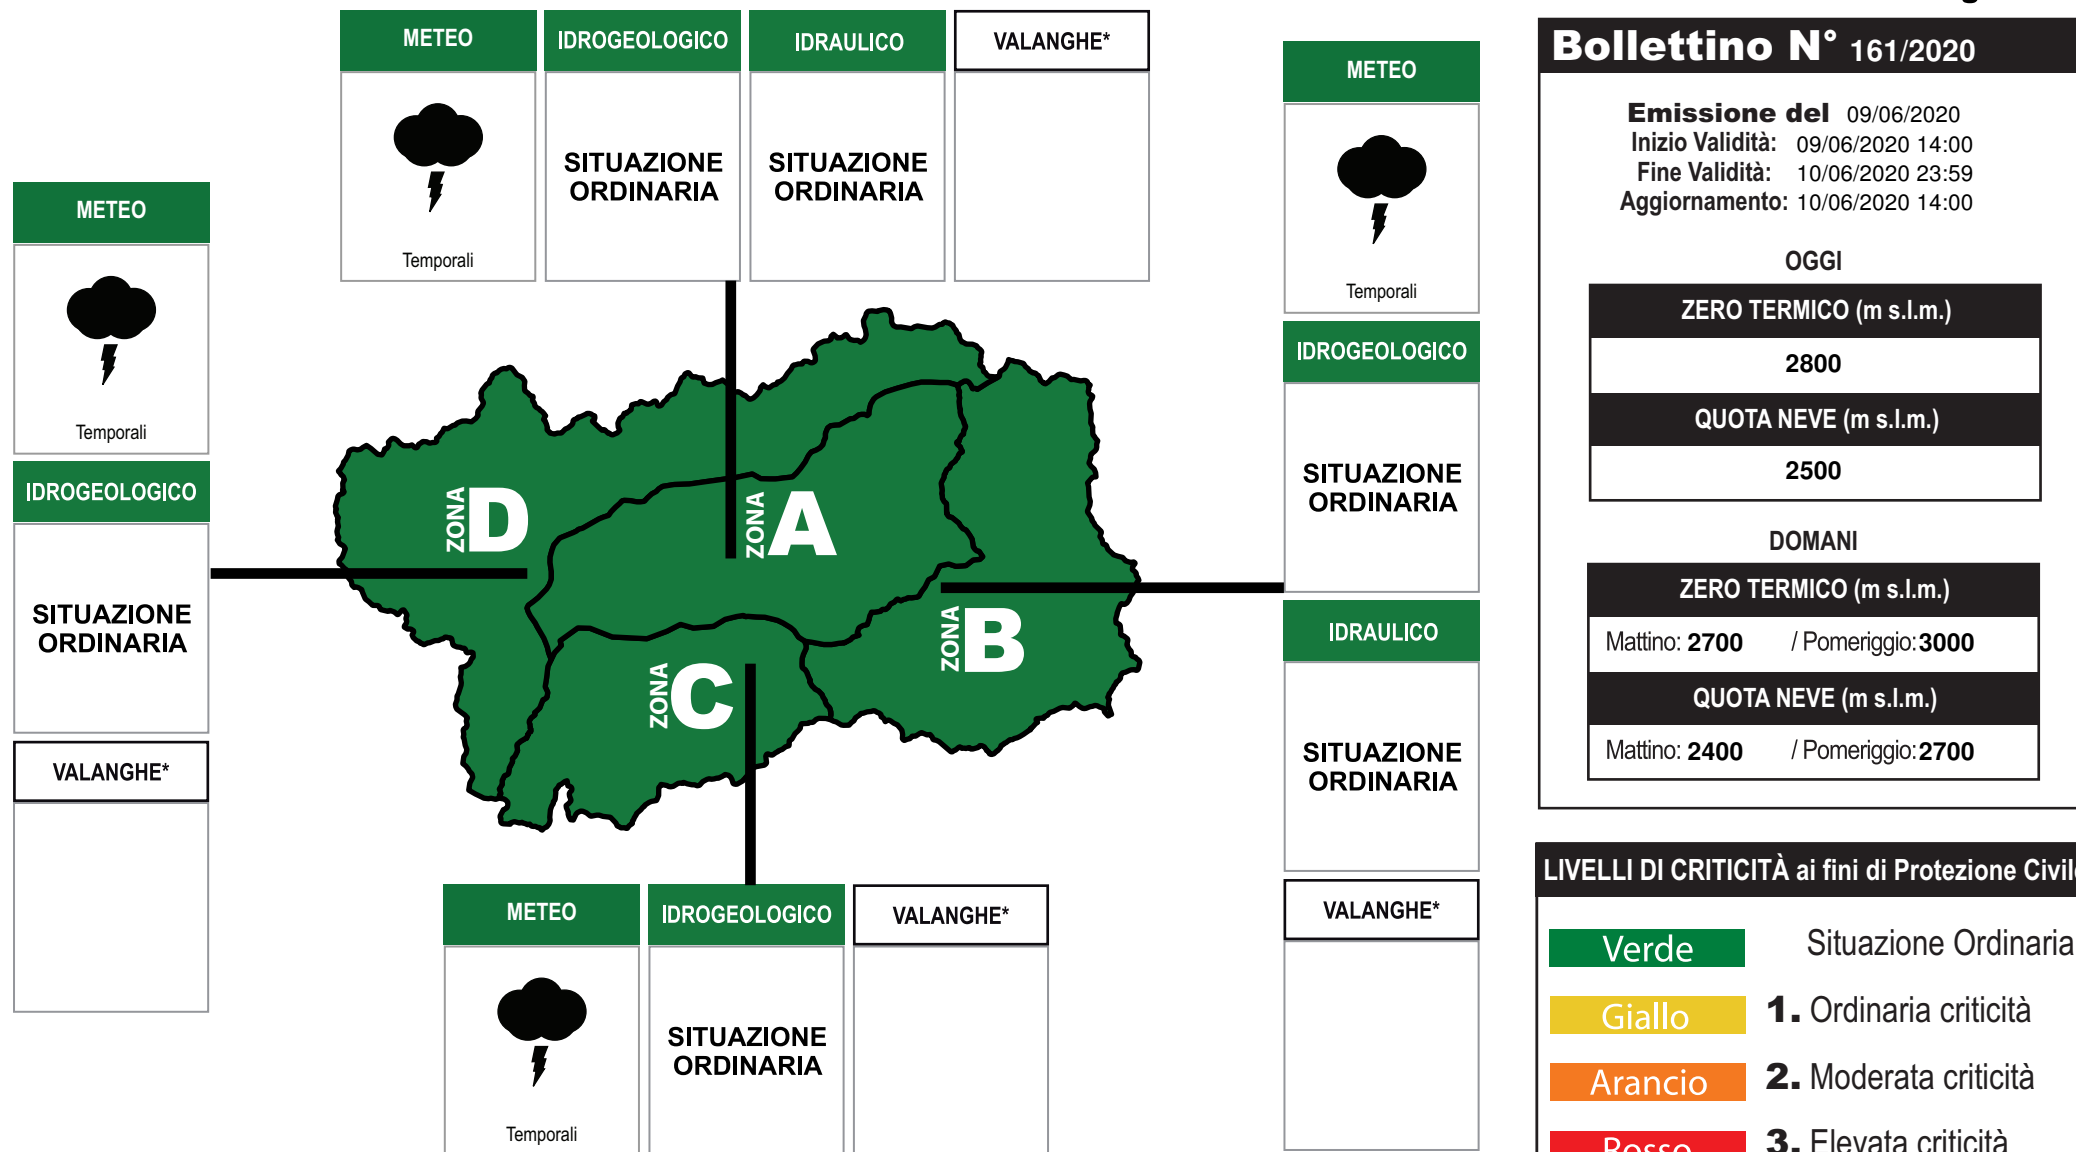 METEO
IDROGEOLOGICO
IDRAULICO
VALANGHE*
Temporali
SITUAZIONE
ORDINARIA
SITUAZIONE
ORDINARIA
METEO
Temporali
IDROGEOLOGICO
SITUAZIONE
ORDINARIA
VALANGHE*
METEO
Temporali
IDROGEOLOGICO
SITUAZIONE
ORDINARIA
IDRAULICO
SITUAZIONE
ORDINARIA
VALANGHE*
ZONA D
ZONA A
ZONA B
ZONA C
METEO
IDROGEOLOGICO
VALANGHE*
Temporali
SITUAZIONE
ORDINARIA
Bollettino N° 161/2020
Emissione del 09/06/2020
Inizio Validità: 09/06/2020 14:00
Fine Validità: 10/06/2020 23:59
Aggiornamento: 10/06/2020 14:00
OGGI
ZERO TERMICO (m s.l.m.)
2800
QUOTA NEVE (m s.l.m.)
2500
DOMANI
ZERO TERMICO (m s.l.m.)
Mattino: 2700 / Pomeriggio: 3000
QUOTA NEVE (m s.l.m.)
Mattino: 2400 / Pomeriggio: 2700
LIVELLI DI CRITICITÀ ai fini di Protezione Civile
Verde Situazione Ordinaria
Giallo 1. Ordinaria criticità
Arancio 2. Moderata criticità
Rosso 3. Elevata criticità